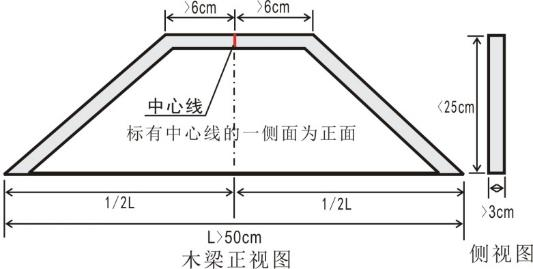 >6cm >6cm
中心线
标有中心线的一侧面为正面
<25cm
1/2L 1/2L
>3cm
L>50cm
木梁正视图
侧视图